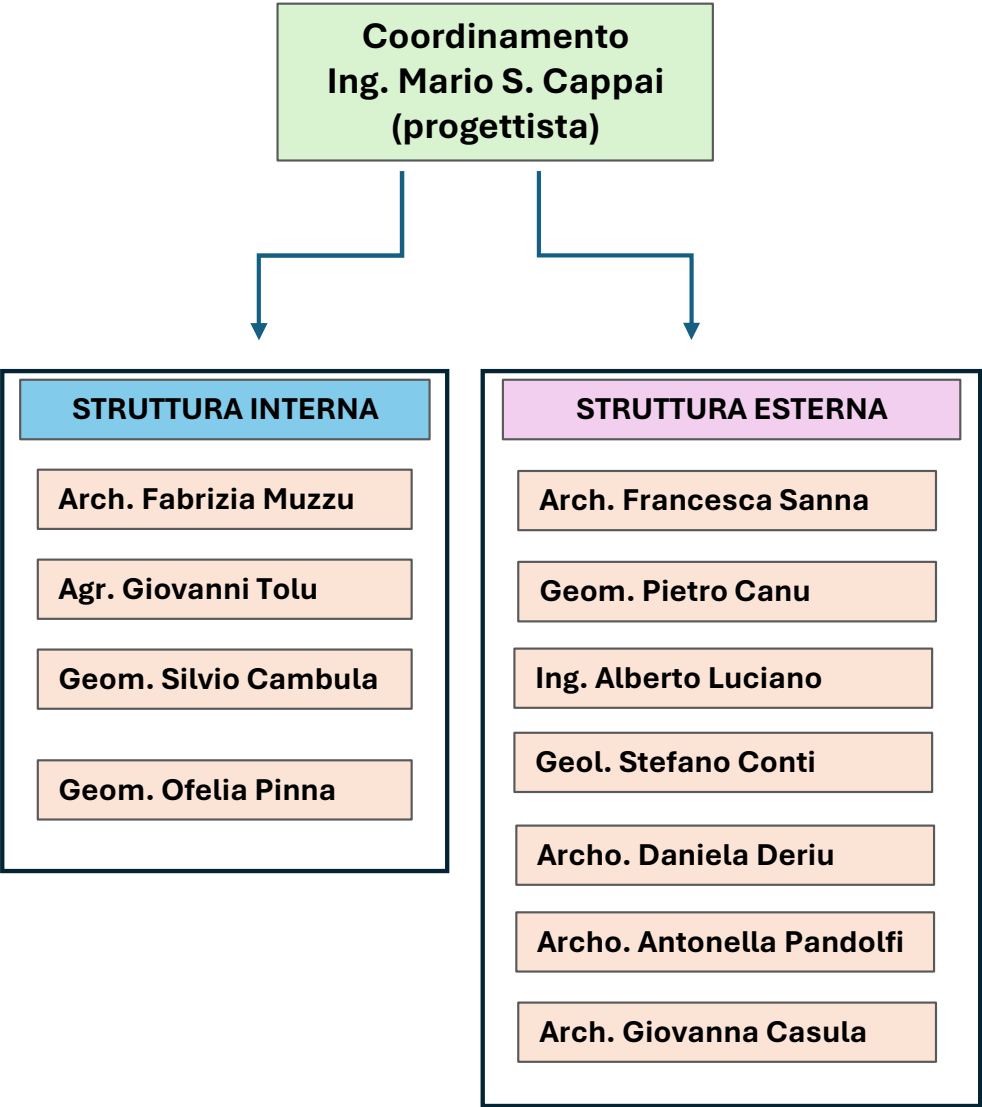 Coordinamento
Ing. Mario S. Cappai
(progettista)
STRUTTURA INTERNA
Arch. Fabrizia Muzzu
Agr. Giovanni Tolu
Geom. Silvio Cambula
Geom. Ofelia Pinna
STRUTTURA ESTERNA
Arch. Francesca Sanna
Geom. Pietro Canu
Ing. Alberto Luciano
Geol. Stefano Conti
Archo. Daniela Deriu
Archo. Antonella Pandolfi
Arch. Giovanna Casula